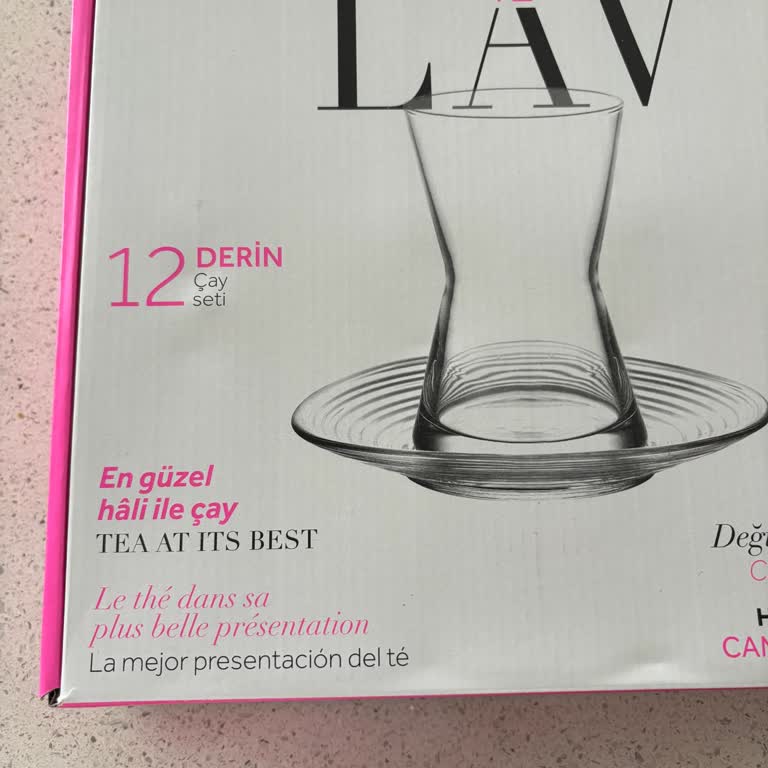 LAV
12 DERİN
Çay
seti
En güzel
hâli ile çay
TEA AT ITS BEST
Le thé dans sa
plus belle présentation
La mejor presentación del té